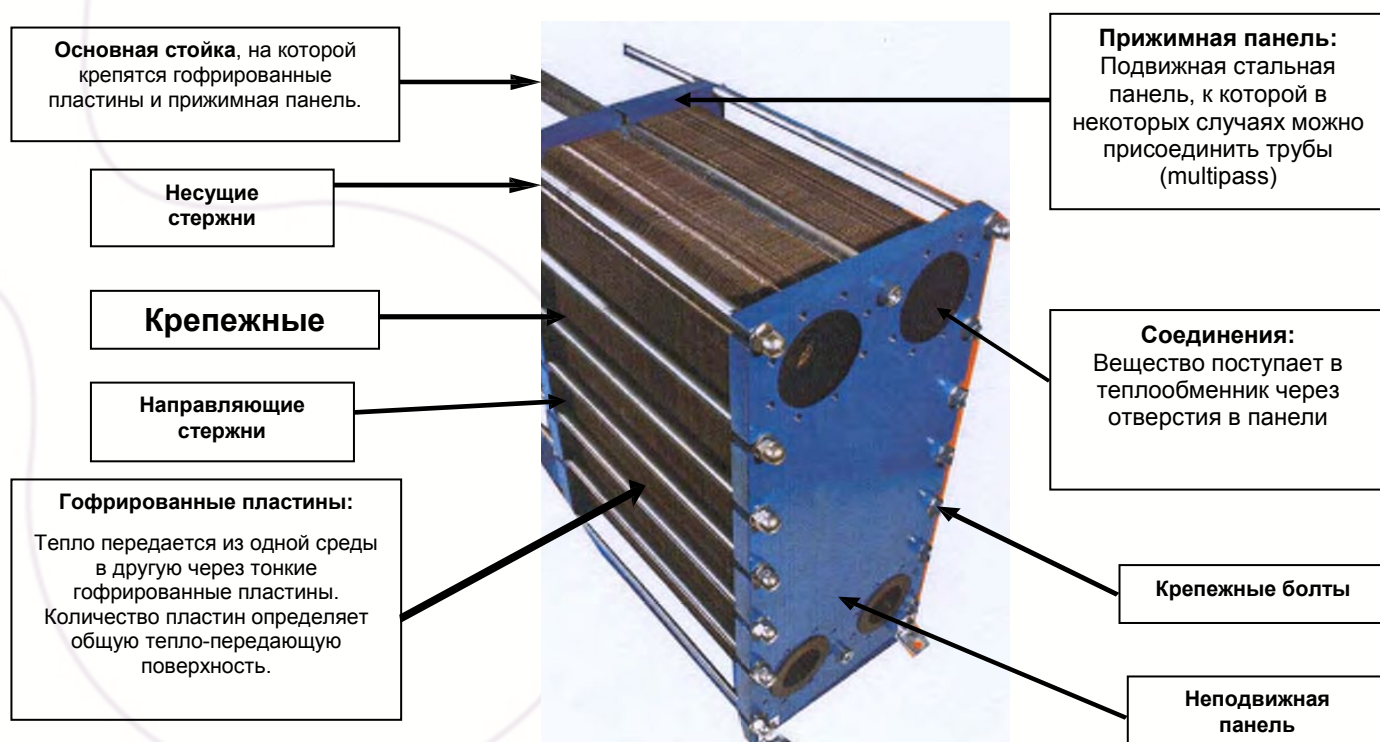 Основная стойка, на которой
крепятся гофрированные
пластины и прижимная панель.
Несущие
стержни
Крепежные
Направляющие
стержни
Гофрированные пластины:
Тепло передается из одной среды
в другую через тонкие
гофрированные пластины.
Количество пластин определяет
общую тепло-передающую
поверхность.
Прижимная панель:
Подвижная стальная
панель, к которой в
некоторых случаях можно
присоединить трубы
(multipass)
Соединения:
Вещество поступает в
теплообменник через
отверстия в панели
Крепежные болты
Неподвижная
панель